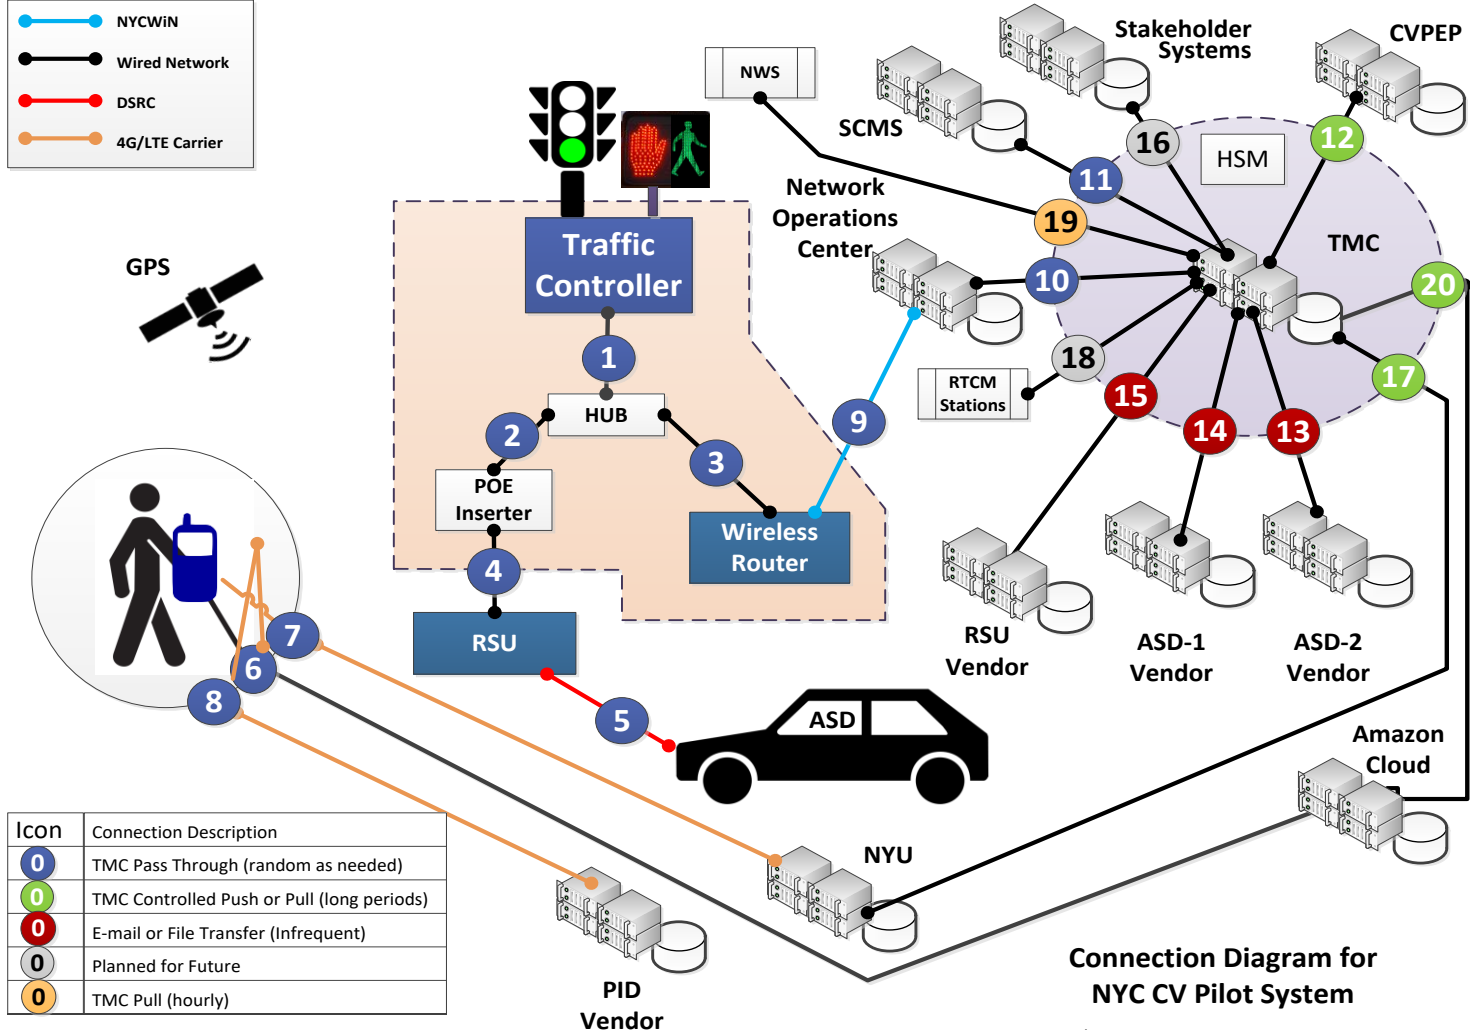 NYCWiN
Wired Network
DSRC
4G/LTE Carrier
GPS
Traffic
Controller
1
HUB
2
3
POE
Inserter
4
Wireless
Router
RSU
5
ASD
6
7
8
9
NWS
SCMS
Stakeholder
Systems
CVPEP
Network
Operations
Center
HSM
TMC
10
11
12
16
19
20
18
17
15
14
13
RTCM
Stations
RSU
Vendor
ASD-1
Vendor
ASD-2
Vendor
Amazon
Cloud
NYU
PID
Vendor
Icon Connection Description
0 TMC Pass Through (random as needed)
0 TMC Controlled Push or Pull (long periods)
0 E-mail or File Transfer (Infrequent)
0 Planned for Future
0 TMC Pull (hourly)
Connection Diagram for
NYC CV Pilot System